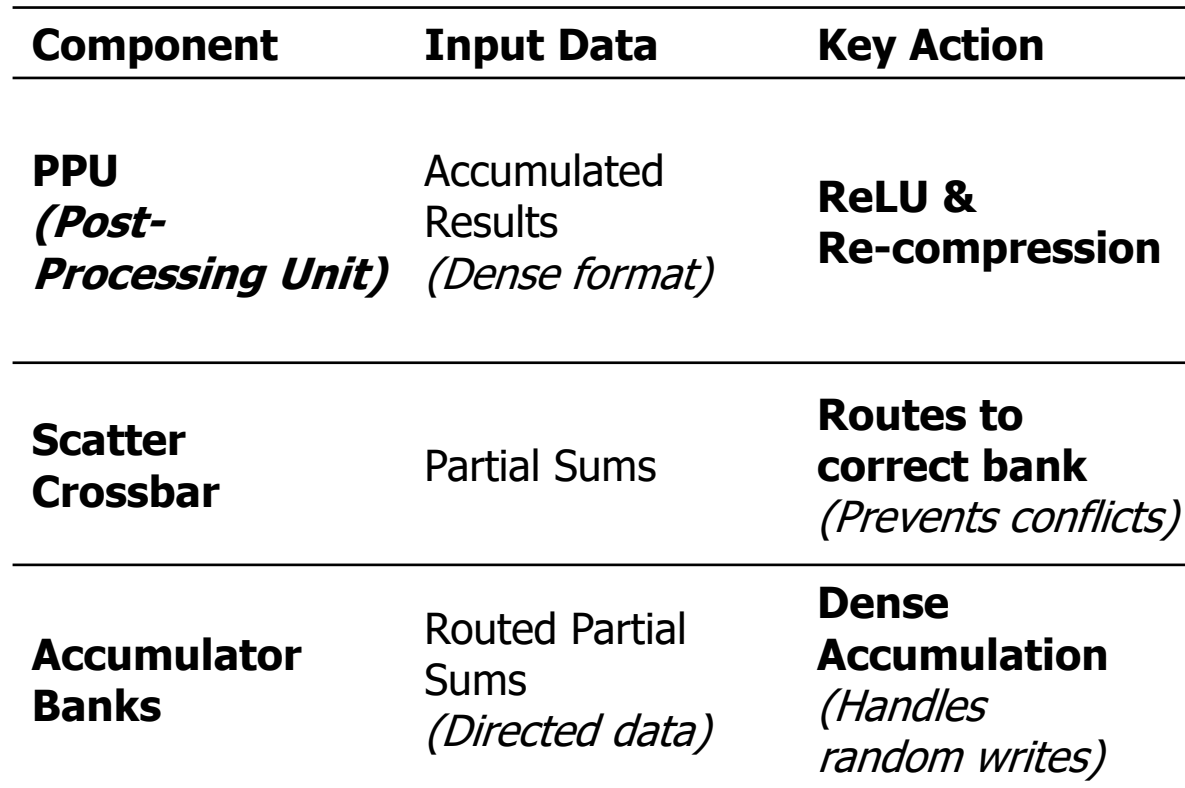 Component Input Data Key Action
PPU
(Post-
Processing Unit)
Accumulated
Results
(Dense format)
ReLU &
Re-compression
Scatter
Crossbar
Partial Sums
Routes to
correct bank
(Prevents conflicts)
Accumulator
Banks
Routed Partial
Sums
(Directed data)
Dense
Accumulation
(Handles
random writes)